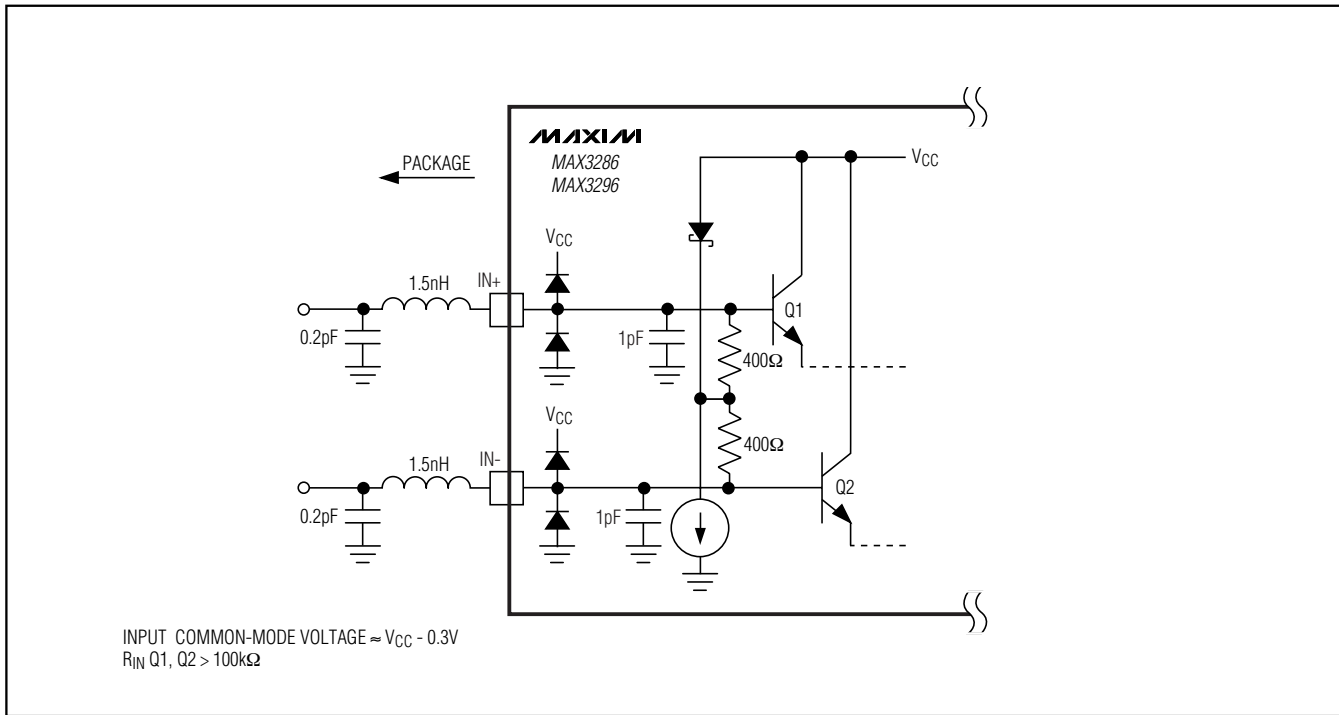 MAXIM
MAX3286
MAX3296
PACKAGE
VCC
VCC
1.5nH
IN+
Q1
0.2pF
1pF
400Ω
VCC
400Ω
1.5nH
IN-
Q2
0.2pF
1pF
INPUT COMMON-MODE VOLTAGE ≈ VCC - 0.3V
RIN Q1, Q2 > 100kΩ